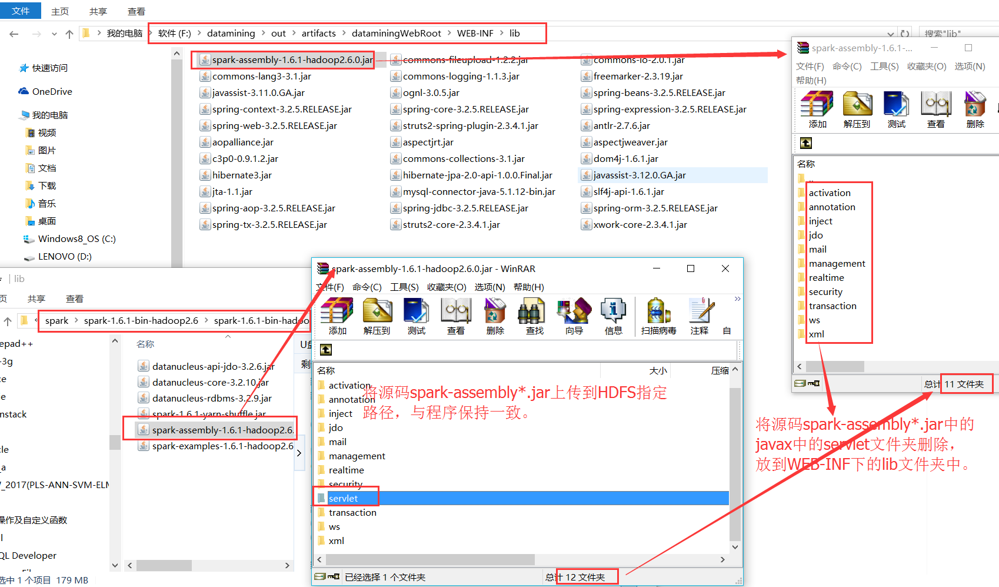 文件 主页 共享 查看
我的电脑 软件 (F:) datamining out artifacts dataminingWebRoot WEB-INF lib
搜索"lib"
快速访问
OneDrive
我的电脑
视频
图片
文档
下载
音乐
桌面
Windows8_OS (C:)
LENOVO (D:)
spark-assembly-1.6.1-hadoop2.6.0.jar commons-fileupload-1.2.2.jar commons-io-2.0.1.jar
commons-lang3-3.1.jar commons-logging-1.1.3.jar freemarker-2.3.19.jar
javassist-3.11.0.GA.jar ognl-3.0.5.jar spring-beans-3.2.5.RELEASE.jar
spring-context-3.2.5.RELEASE.jar spring-core-3.2.5.RELEASE.jar spring-expression-3.2.5.RELEASE.jar
spring-web-3.2.5.RELEASE.jar struts2-spring-plugin-2.3.4.1.jar antlr-2.7.6.jar
aopalliance.jar aspectjrt.jar aspectjweaver.jar
c3p0-0.9.1.2.jar commons-collections-3.1.jar dom4j-1.6.1.jar
hibernate3.jar hibernate-jpa-2.0-api-1.0.0.Final.jar javassist-3.12.0.GA.jar
jta-1.1.jar mysql-connector-java-5.1.12-bin.jar slf4j-api-1.6.1.jar
spring-aop-3.2.5.RELEASE.jar spring-jdbc-3.2.5.RELEASE.jar spring-orm-3.2.5.RELEASE.jar
spring-tx-3.2.5.RELEASE.jar struts2-core-2.3.4.1.jar xwork-core-2.3.4.1.jar
spark-assembly-1.6.1-...
文件(F) 命令(C) 工具(S) 收藏夹(O) 选项(N)
帮助(H)
添加 解压到 测试 查看 删除
名称
..
activation
annotation
inject
jdo
mail
management
realtime
security
transaction
ws
xml
总计 11 文件夹
将源码spark-assembly*.jar中的
javax中的servlet文件夹删除，
放到WEB-INF下的lib文件夹中。
lib
页 共享 查看
spark spark-1.6.1-bin-hadoop2.6 spark-1.6.1-bin-hadoo
epad++
-3g
ce
e
nstack
cle
_a
/_2017(PLS-ANN-SVM-ELM
操作及自定义函数
l
QL Developer
选中 1 个项目 179 MB
名称
datanucleus-api-jdo-3.2.6.jar
datanucleus-core-3.2.10.jar
datanucleus-rdbms-3.2.9.jar
spark-1.6.1-yarn-shuffle.jar
spark-assembly-1.6.1-hadoop2.6.
spark-examples-1.6.1-hadoop2.6
U盘
剩
spark-assembly-1.6.1-hadoop2.6.0.jar - WinRAR
文件(F) 命令(C) 工具(S) 收藏夹(O) 选项(N) 帮助(H)
添加 解压到 测试 查看 删除 查找 向导 信息 扫描病毒 注释 自
名称 大小 压缩
activation
annotation
inject
jdo
mail
management
realtime
security
servlet
transaction
ws
xml
将源码spark-assembly*.jar上传到HDFS指定
路径，与程序保持一致。
已经选择 1 个文件夹 总计 12 文件夹